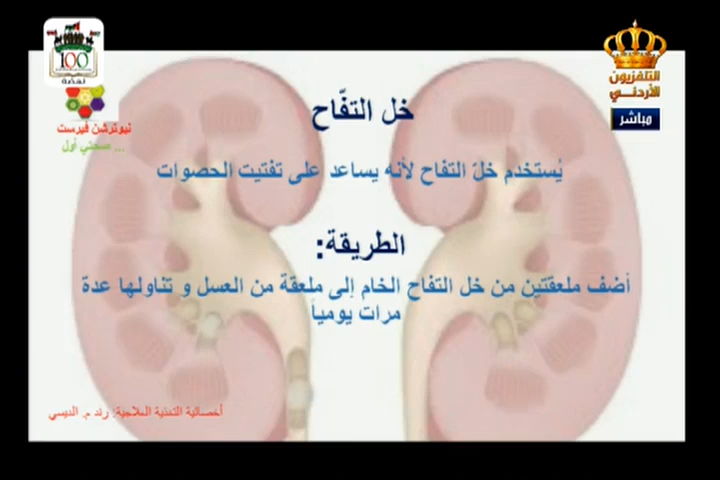 100
نهضة
التلفزيون
الأردني
مباشر
نيوترشن فيرست
صحتي أول ...
خل التفّاح
يُستخدم خلّ التفاح لأنه يساعد على تفتيت الحصوات
الطريقة:
أضف ملعقتين من خل التفاح الخام إلى ملعقة من العسل و تناولها عدة
مرات يومياً
أخصائية التغذية العلاجية: رند م. الديسي